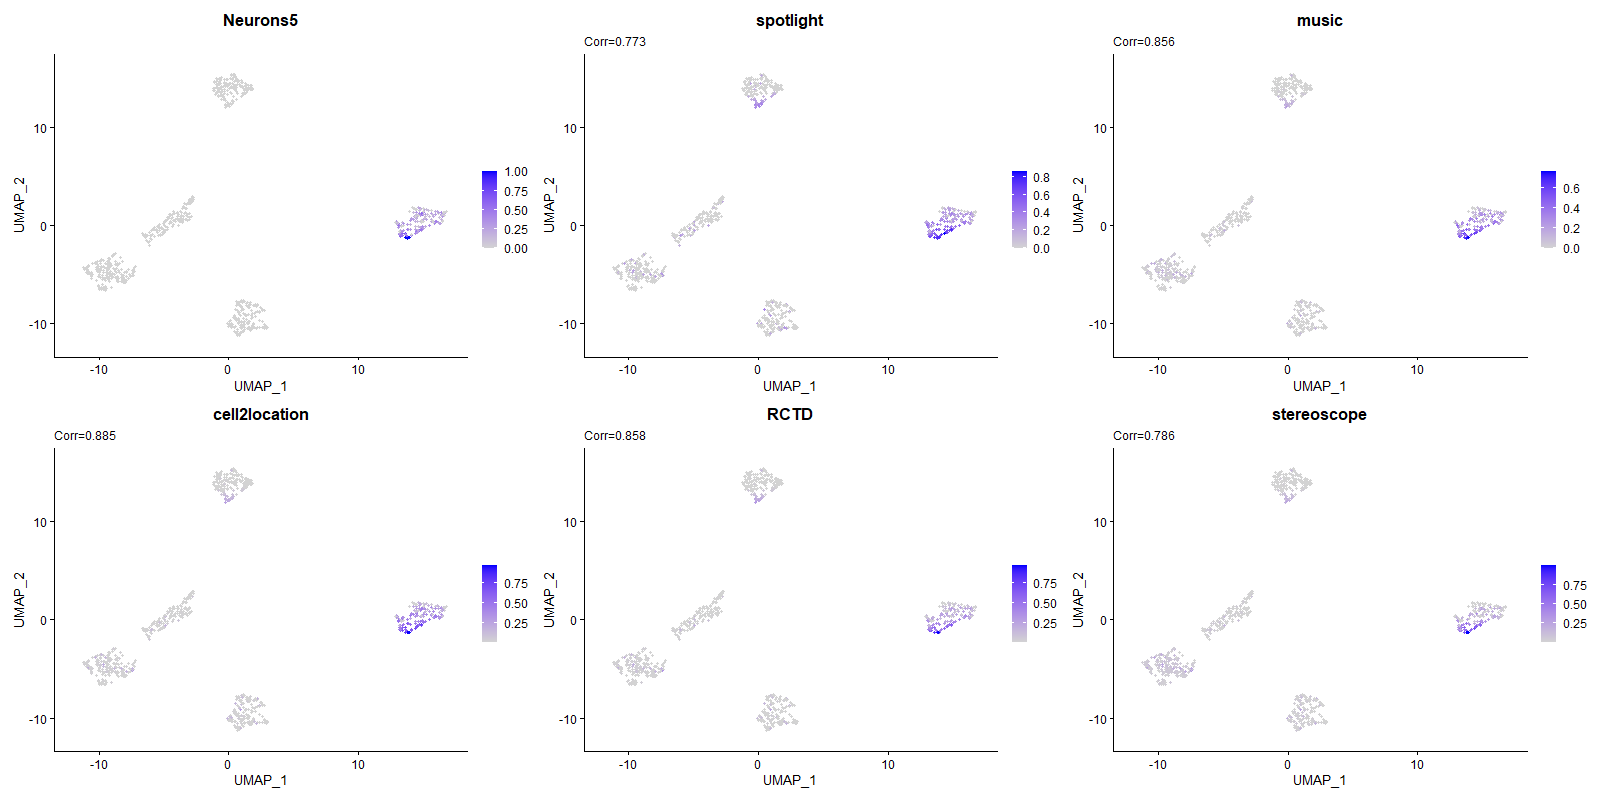 Neurons5
UMAP_2
10
0
-10
-10
0
10
UMAP_1
1.00
0.75
0.50
0.25
0.00
spotlight
Corr=0.773
UMAP_2
10
0
-10
-10
0
10
UMAP_1
0.8
0.6
0.4
0.2
0.0
music
Corr=0.856
UMAP_2
10
0
-10
-10
0
10
UMAP_1
0.6
0.4
0.2
0.0
cell2location
Corr=0.885
UMAP_2
10
0
-10
-10
0
10
UMAP_1
0.75
0.50
0.25
RCTD
Corr=0.858
UMAP_2
10
0
-10
-10
0
10
UMAP_1
0.75
0.50
0.25
stereoscope
Corr=0.786
UMAP_2
10
0
-10
-10
0
10
UMAP_1
0.75
0.50
0.25